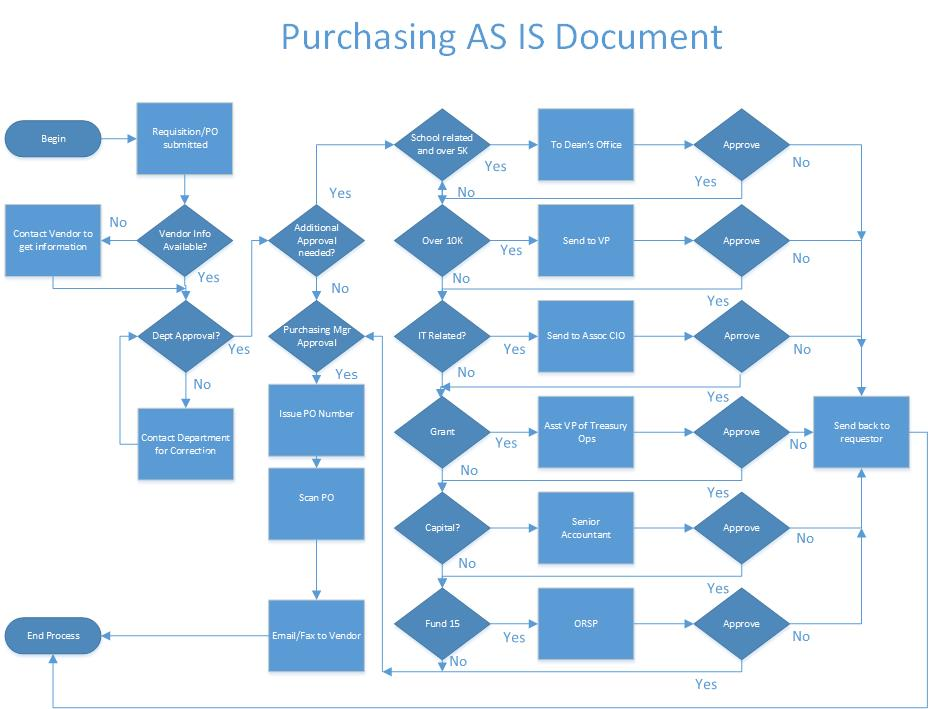 Purchasing AS IS Document
Begin
Requisition/PO
submitted
School related
and over 5K
Yes
To Dean's Office
Approve
No
Yes
No
Yes
Contact Vendor to
get information
No
Vendor Info
Available?
Yes
Additional
Approval
needed?
No
Over 10K
Yes
Send to VP
Approve
No
No
Yes
Dept Approval?
Yes
No
Purchasing Mgr
Approval
Yes
IT Related?
Yes
Send to Assoc CIO
Aprrove
No
No
Yes
Contact Department
for Correction
Issue PO Number
Grant
Yes
Asst VP of Treasury
Ops
Approve
No
Send back to
requestor
No
Yes
Scan PO
Capital?
Senior
Accountant
Approve
No
No
Yes
End Process
Email/Fax to Vendor
Fund 15
Yes
ORSP
Approve
No
No
Yes